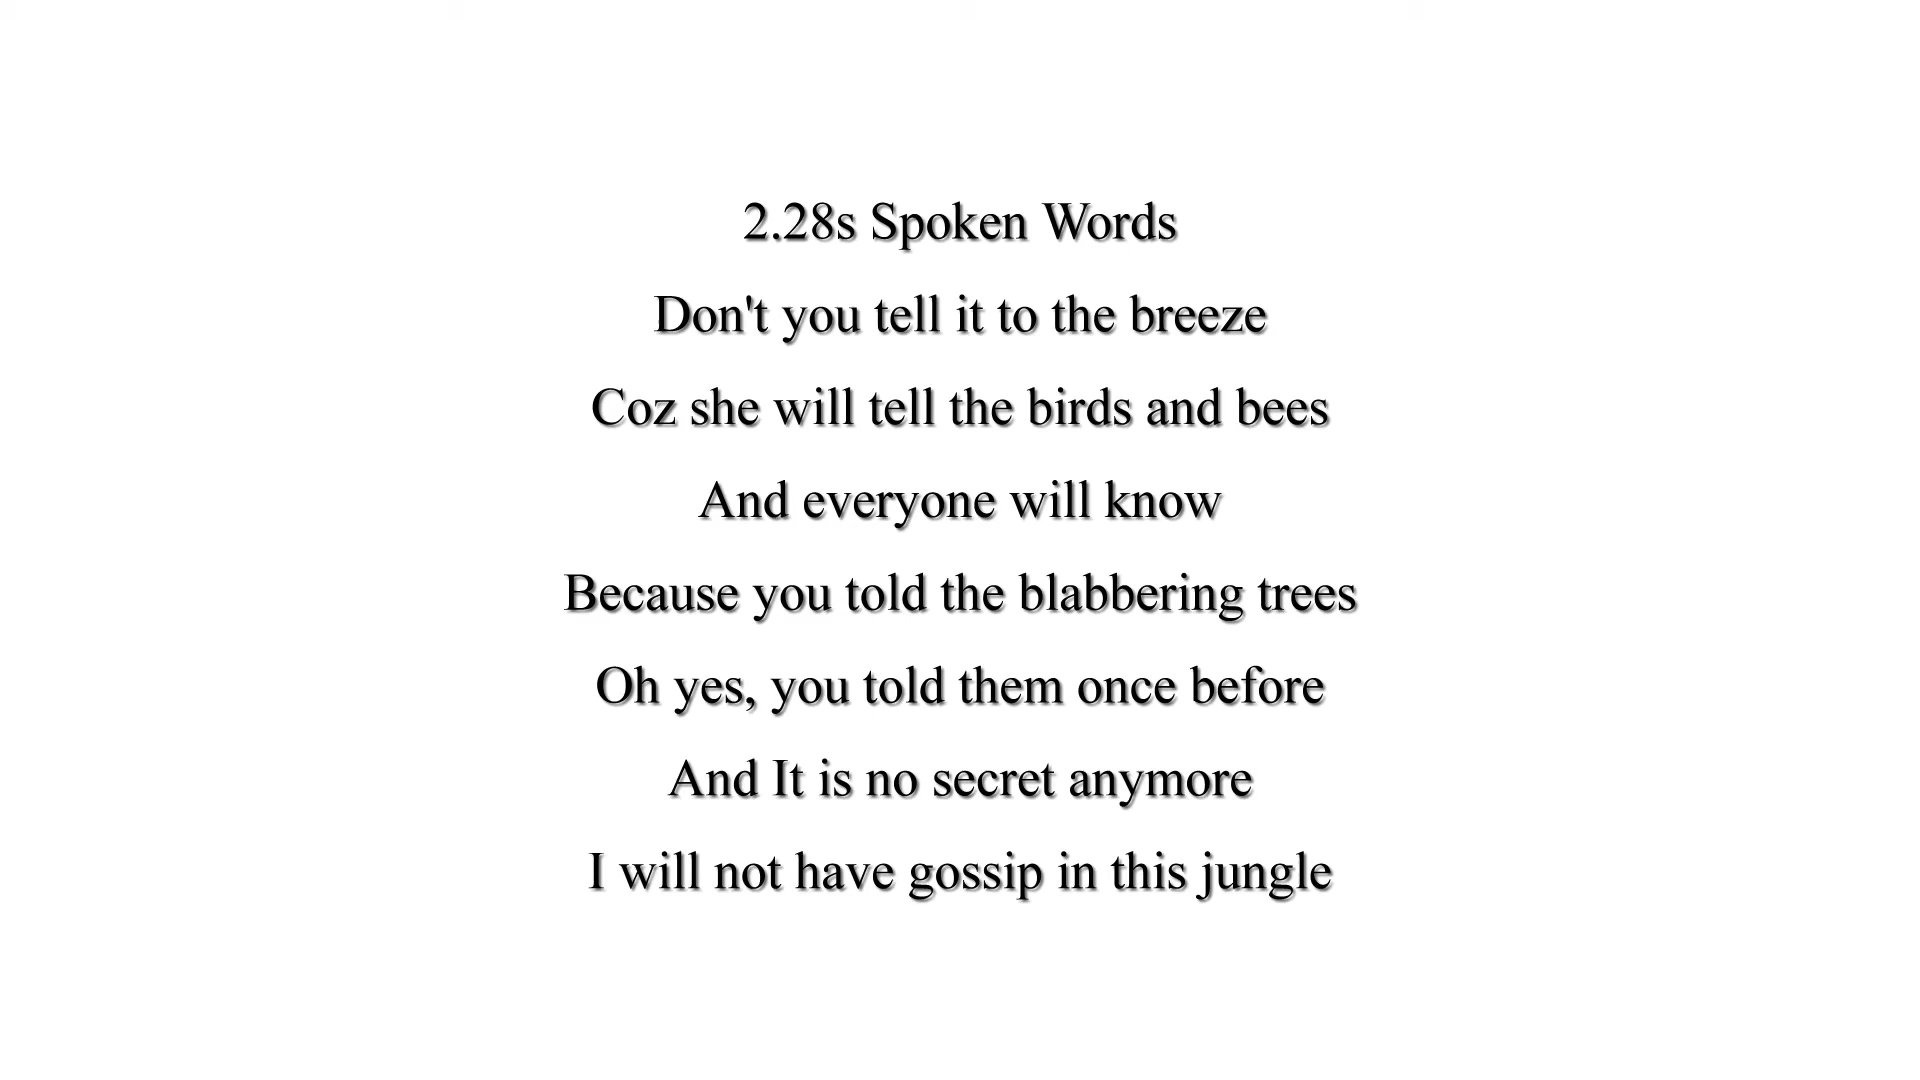 2.28s Spoken Words
Don't you tell it to the breeze
Coz she will tell the birds and bees
And everyone will know
Because you told the blabbering trees
Oh yes, you told them once before
And It is no secret anymore
I will not have gossip in this jungle